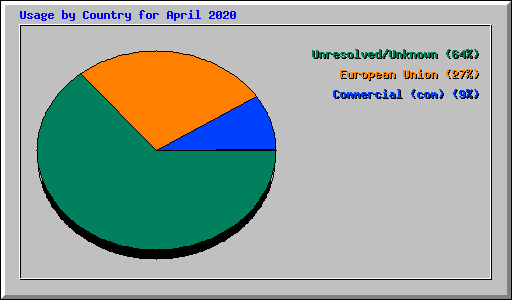 Usage by Country for April 2020
Unresolved/Unknown (64%)
European Union (27%)
Commercial (com) (9%)